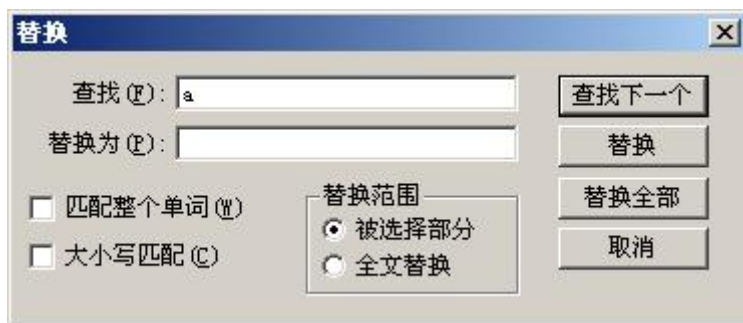 替换
查找(F): a
查找下一个
替换为(P):
替换
匹配整个单词(W)
大小写匹配(C)
替换范围
被选择部分
全文替换
替换全部
取消